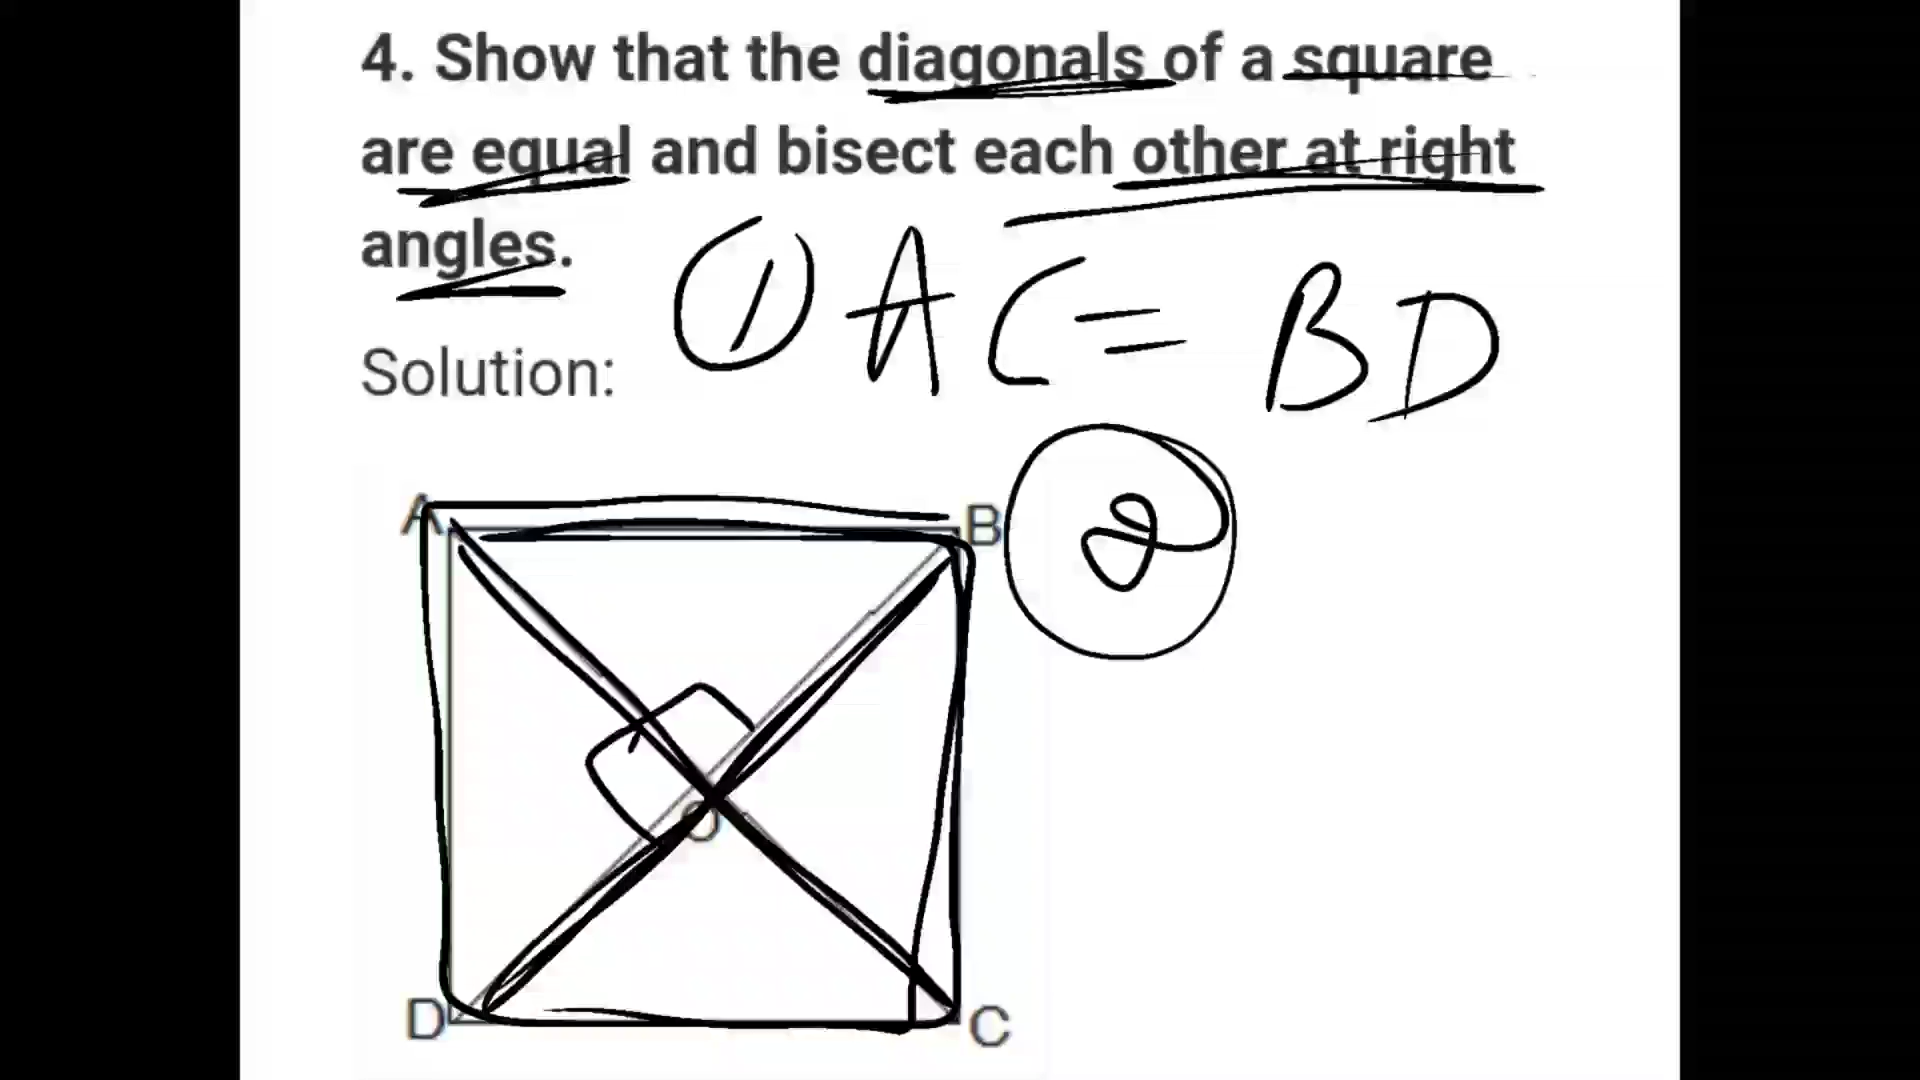 4. Show that the diagonals of a square
are equal and bisect each other at right
angles.
① AC = BD
Solution:
②
A
B
O
D
C